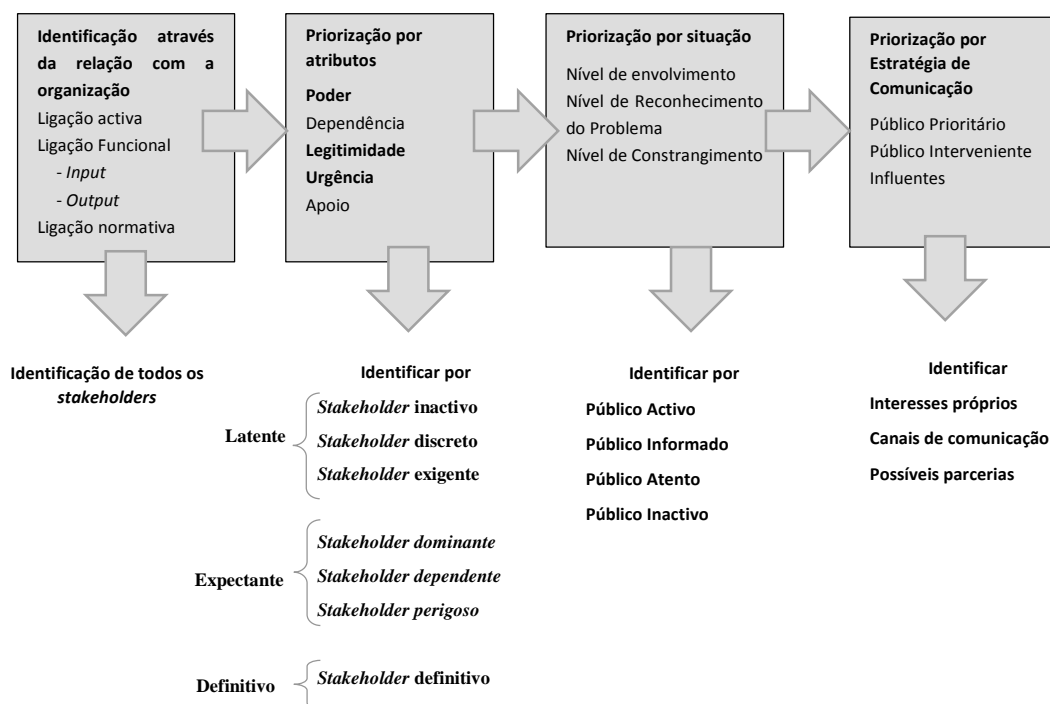 Identificação através
da relação com a
organização
Ligação activa
Ligação Funcional
- Input
- Output
Ligação normativa
Priorização por
atributos
Poder
Dependência
Legitimidade
Urgência
Apoio
Priorização por situação
Nível de envolvimento
Nível de Reconhecimento
do Problema
Nível de Constrangimento
Priorização por
Estratégia de
Comunicação
Público Prioritário
Público Interveniente
Influentes
Identificação de todos os
stakeholders
Identificar por
Latente
Stakeholder inactivo
Stakeholder discreto
Stakeholder exigente
Expectante
Stakeholder dominante
Stakeholder dependente
Stakeholder perigoso
Definitivo
Stakeholder definitivo
Identificar por
Público Activo
Público Informado
Público Atento
Público Inactivo
Identificar
Interesses próprios
Canais de comunicação
Possíveis parcerias